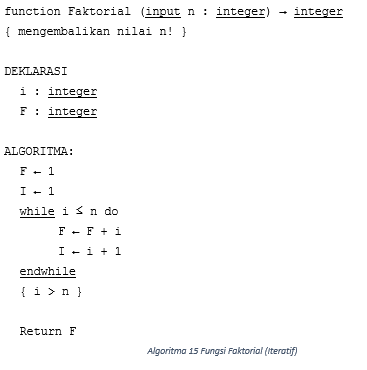 function Faktorial (input n : integer) → integer
{ mengembalikan nilai n! }
DEKLARASI
i : integer
F : integer
ALGORITMA:
F ← 1
I ← 1
while i ≤ n do
F ← F + i
I ← i + 1
endwhile
{ i > n }
Return F
Algoritma 15 Fungsi Faktorial (Iteratif)